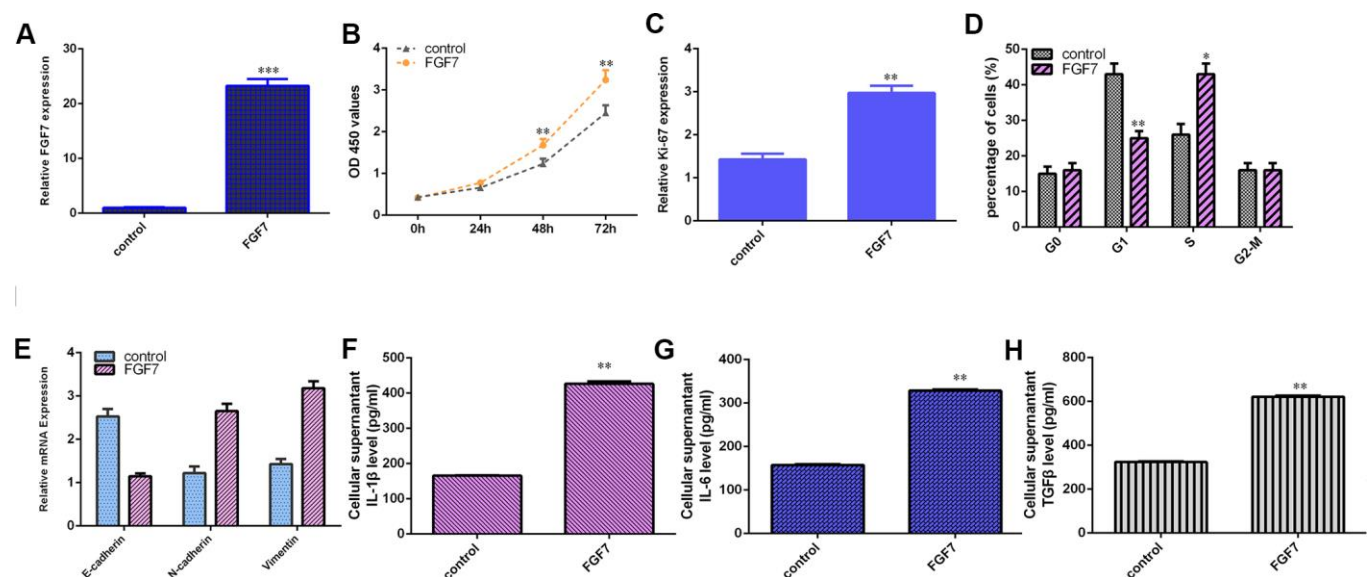 A
Relative FGF7 expression
30
20
10
0
***
control
FGF7
B
OD 450 values
4
3
2
1
0
control
FGF7
**
**
0h
24h
48h
72h
C
Relative Ki-67 expression
4
3
2
1
0
**
control
FGF7
D
percentage of cells (%)
50
40
30
20
10
0
control
FGF7
**
*
G0
G1
S
G2-M
E
Relative mRNA Expression
4
3
2
1
0
control
FGF7
E-cadherin
N-cadherin
Vimentin
F
Cellular supernatant
IL-1β level (pg/ml)
500
400
300
200
100
0
**
control
FGF7
G
Cellular supernatant
IL-6 level (pg/ml)
400
300
200
100
0
**
control
FGF7
H
Cellular supernatant
TGFβ level (pg/ml)
800
600
400
200
0
**
control
FGF7